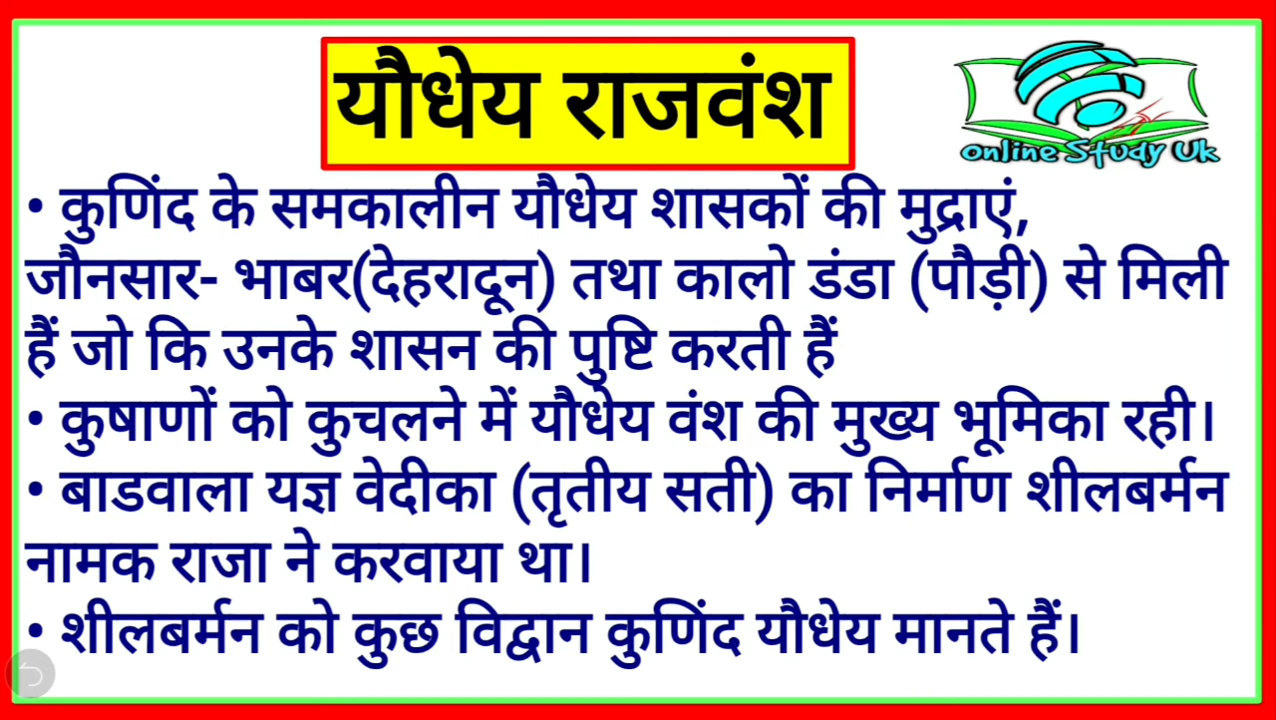 यौधेय राजवंश
Online Study Uk
• कुणिंद के समकालीन यौधेय शासकों की मुद्राएं,
जौनसार- भाबर(देहरादून) तथा कालो डंडा (पौड़ी) से मिली
हैं जो कि उनके शासन की पुष्टि करती हैं
• कुषाणों को कुचलने में यौधेय वंश की मुख्य भूमिका रही।
• बाडवाला यज्ञ वेदीका (तृतीय सती) का निर्माण शीलबर्मन
नामक राजा ने करवाया था।
• शीलबर्मन को कुछ विद्वान कुणिंद यौधेय मानते हैं।